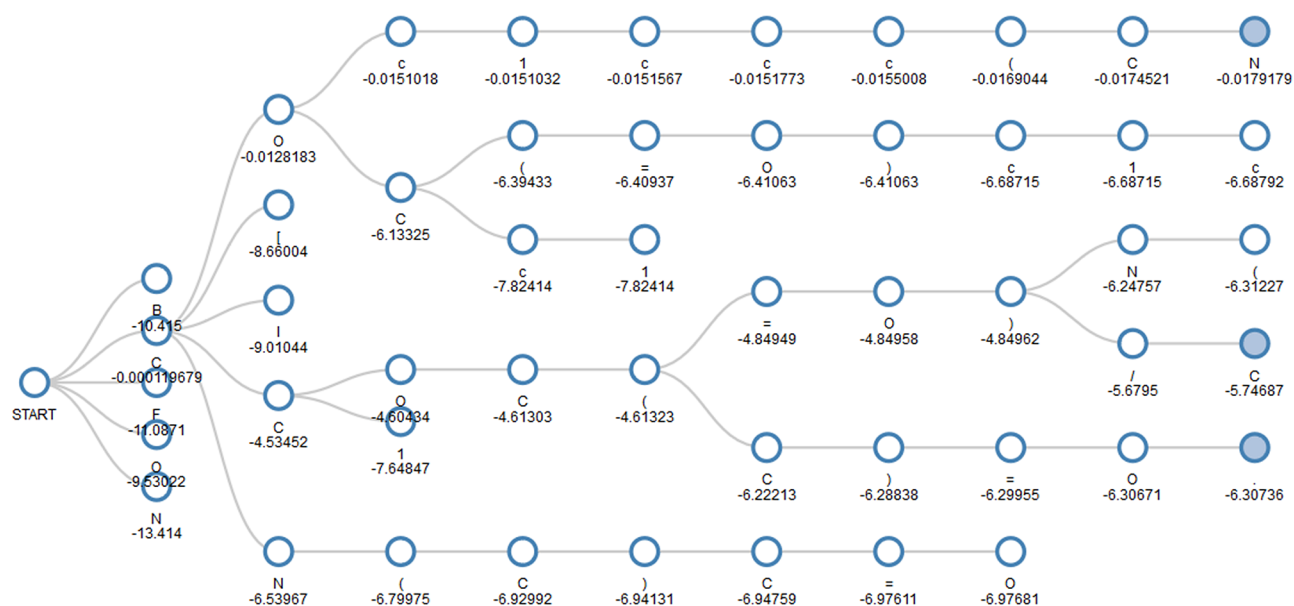 c 1 c c c ( C N
-0.0151018 -0.0151032 -0.0151567 -0.0151773 -0.0155008 -0.0169044 -0.0174521 -0.0179179
O
-0.0128183
( = O ) c 1 c
-6.39433 -6.40937 -6.41063 -6.41063 -6.68715 -6.68715 -6.68792
C
-6.13325
[
-8.66004
c 1
-7.82414 -7.82414
N (
-6.24757 -6.31227
B
-10.415
I
-9.01044
= O )
-4.84949 -4.84958 -4.84962
C
-0.000119679
/ C
-5.6795 -5.74687
START
F
-11.0871
O C (
-4.60434 -4.61303 -4.61323
C
-4.53452
1
-7.64847
O
-9.53022
C ) = O .
-6.22213 -6.28838 -6.29955 -6.30671 -6.30736
N
-13.414
N ( C ) C = O
-6.53967 -6.79975 -6.92992 -6.94131 -6.94759 -6.97611 -6.97681